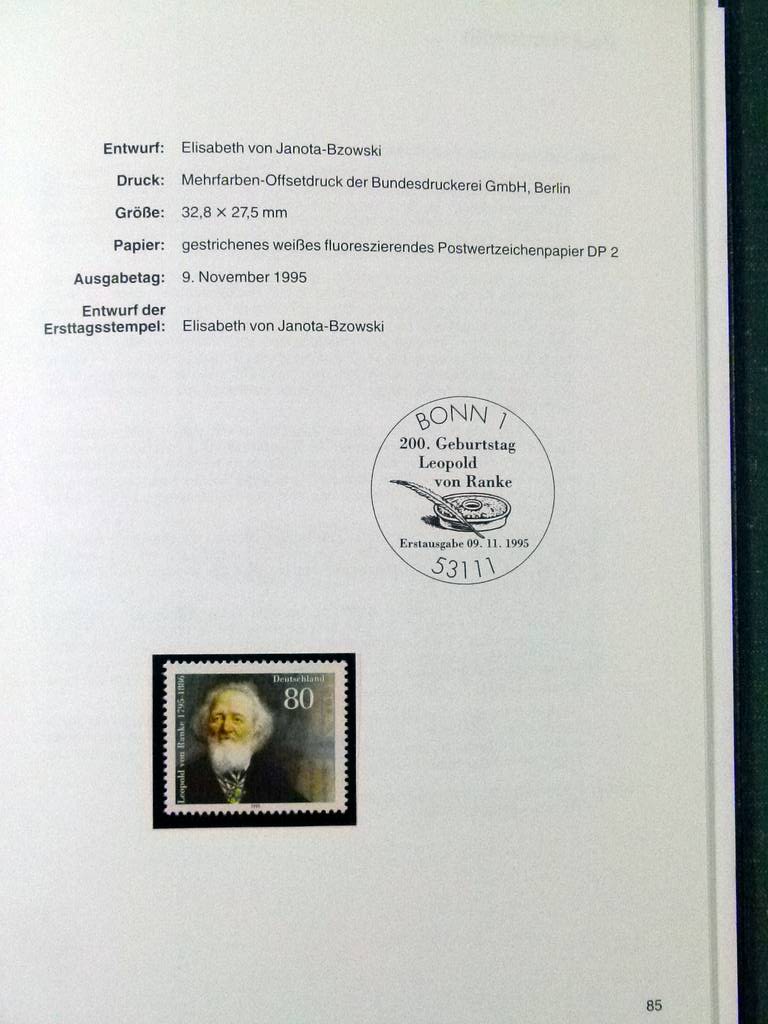 Entwurf: Elisabeth von Janota-Bzowski
Druck: Mehrfarben-Offsetdruck der Bundesdruckerei GmbH, Berlin
Größe: 32,8 × 27,5 mm
Papier: gestrichenes weißes fluoreszierendes Postwertzeichenpapier DP 2
Ausgabetag: 9. November 1995
Entwurf der
Ersttagsstempel: Elisabeth von Janota-Bzowski
BONN 1
200. Geburtstag
Leopold
von Ranke
Erstausgabe 09. 11. 1995
53111
Deutschland
80
Leopold von Ranke 1795-1886
85